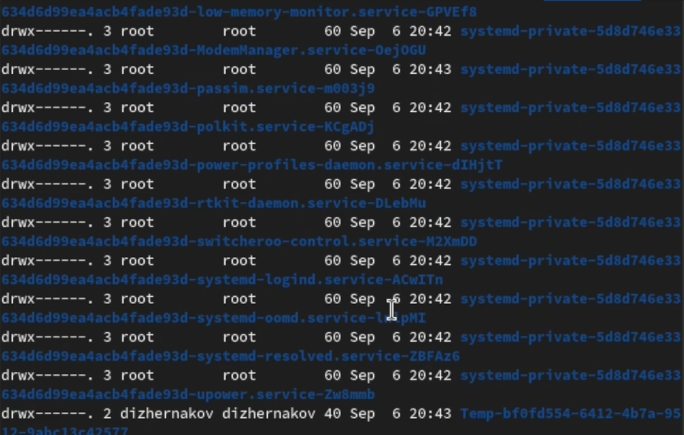 634d6d99ea4acb4fade93d-low-memory-monitor.service-GPVEf8
drwx------. 3 root       root       60 Sep  6 20:42 systemd-private-5d8d746e33
634d6d99ea4acb4fade93d-ModemManager.service-OejOGU
drwx------. 3 root       root       60 Sep  6 20:43 systemd-private-5d8d746e33
634d6d99ea4acb4fade93d-passim.service-m003j9
drwx------. 3 root       root       60 Sep  6 20:42 systemd-private-5d8d746e33
634d6d99ea4acb4fade93d-polkit.service-KCgADj
drwx------. 3 root       root       60 Sep  6 20:42 systemd-private-5d8d746e33
634d6d99ea4acb4fade93d-power-profiles-daemon.service-dIHjtT
drwx------. 3 root       root       60 Sep  6 20:42 systemd-private-5d8d746e33
634d6d99ea4acb4fade93d-rtkit-daemon.service-DLebMu
drwx------. 3 root       root       60 Sep  6 20:42 systemd-private-5d8d746e33
634d6d99ea4acb4fade93d-switcheroo-control.service-M2XmDD
drwx------. 3 root       root       60 Sep  6 20:42 systemd-private-5d8d746e33
634d6d99ea4acb4fade93d-systemd-logind.service-ACwITn
drwx------. 3 root       root       60 Sep  6 20:42 systemd-private-5d8d746e33
drwx------. 3 root       root       60 Sep  6 20:42 systemd-private-5d8d746e33
634d6d99ea4acb4fade93d-systemd-resolved.service-ZBFAz6
drwx------. 3 root       root       60 Sep  6 20:42 systemd-private-5d8d746e33
634d6d99ea4acb4fade93d-upower.service-Zw8mmb
drwx------. 2 dizhernakov dizhernakov 40 Sep  6 20:43 Temp-bf0fd554-6412-4b7a-95
12-9abc13c42577